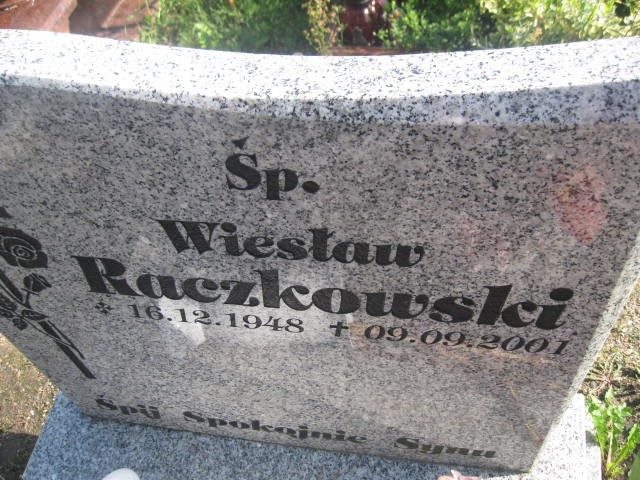 Śp.
Wiesław
Raczkowski
* 16.12.1948 + 09.09.2001
Śpij Spokojnie Synu